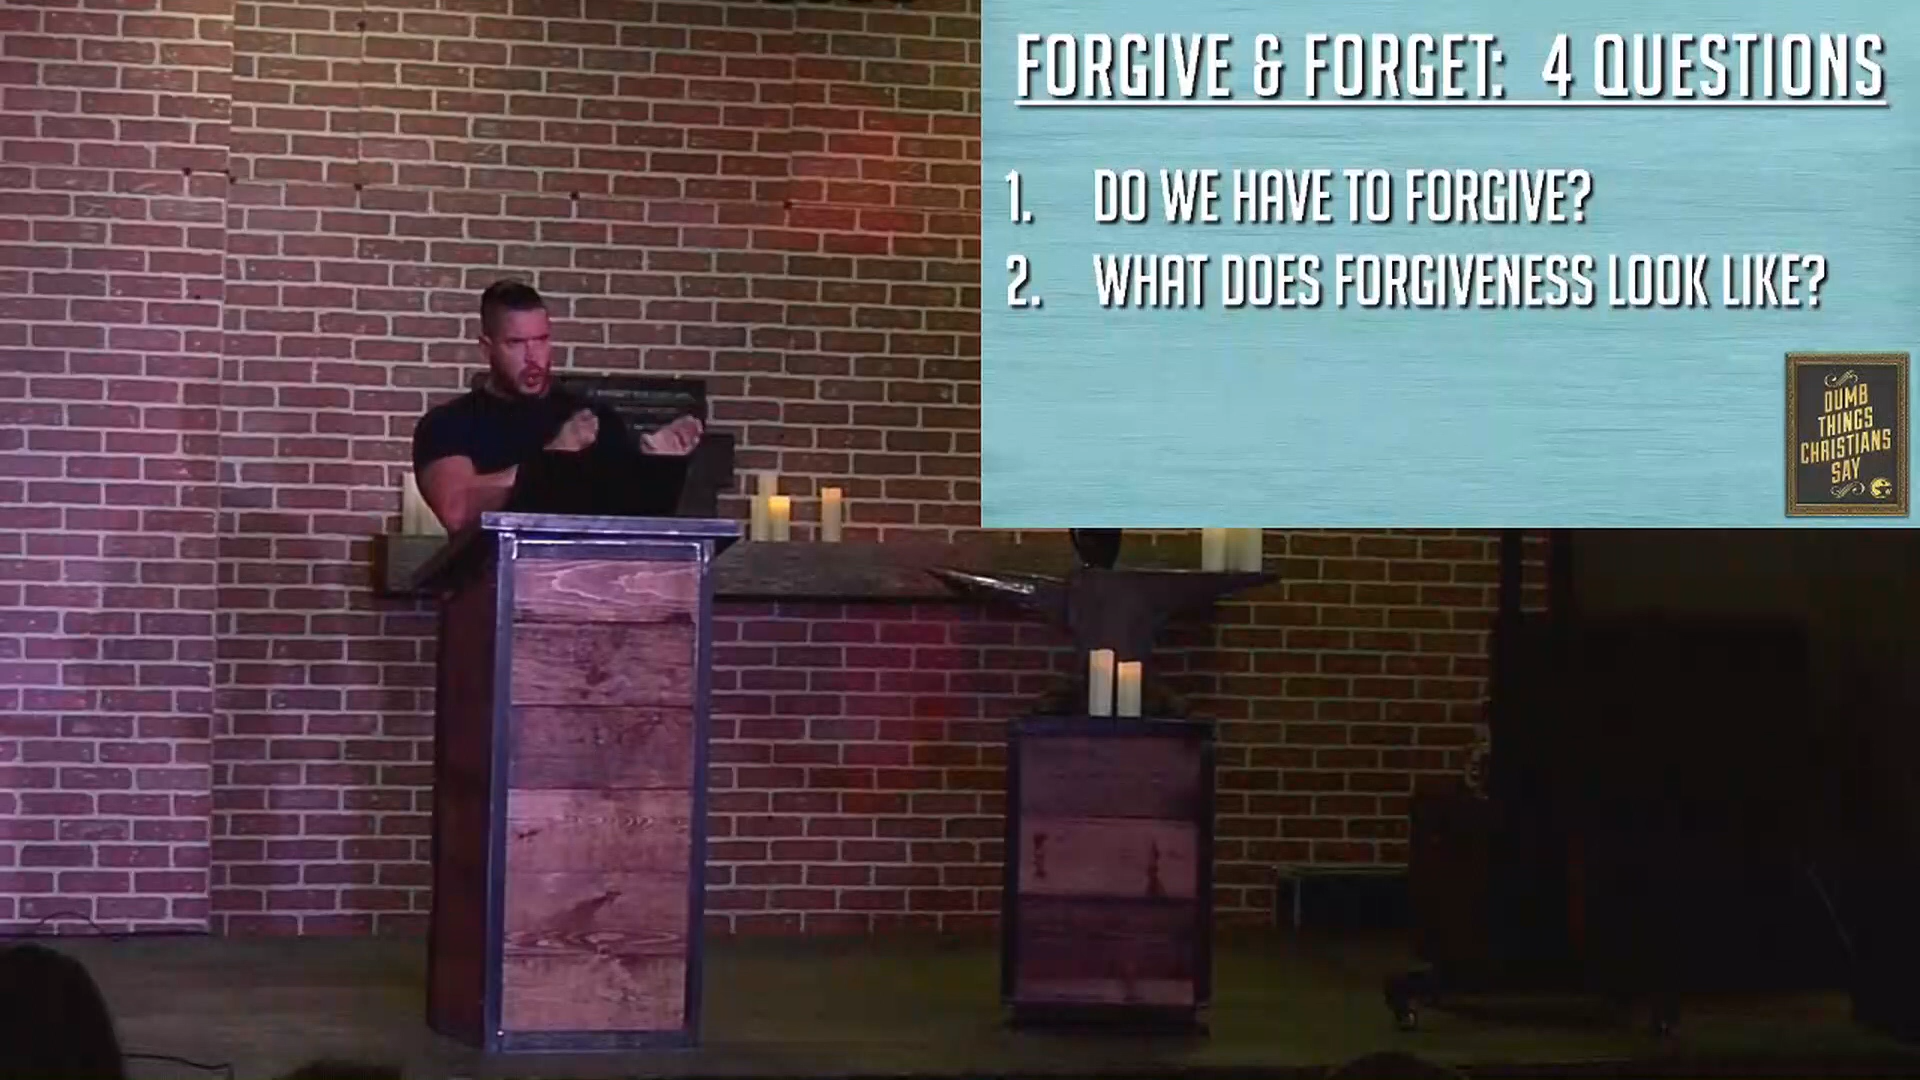 FORGIVE & FORGET: 4 QUESTIONS
1. DO WE HAVE TO FORGIVE?
2. WHAT DOES FORGIVENESS LOOK LIKE?
DUMB
THINGS
CHRISTIANS
SAY